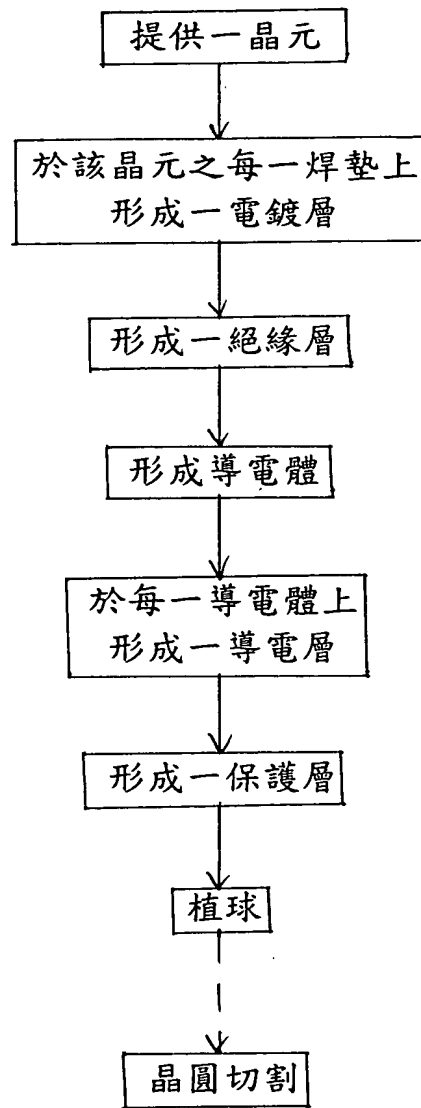 提供一晶元
於該晶元之每一焊墊上
形成一電鍍層
形成一絕緣層
形成導電體
於每一導電體上
形成一導電層
形成一保護層
植球
晶圓切割